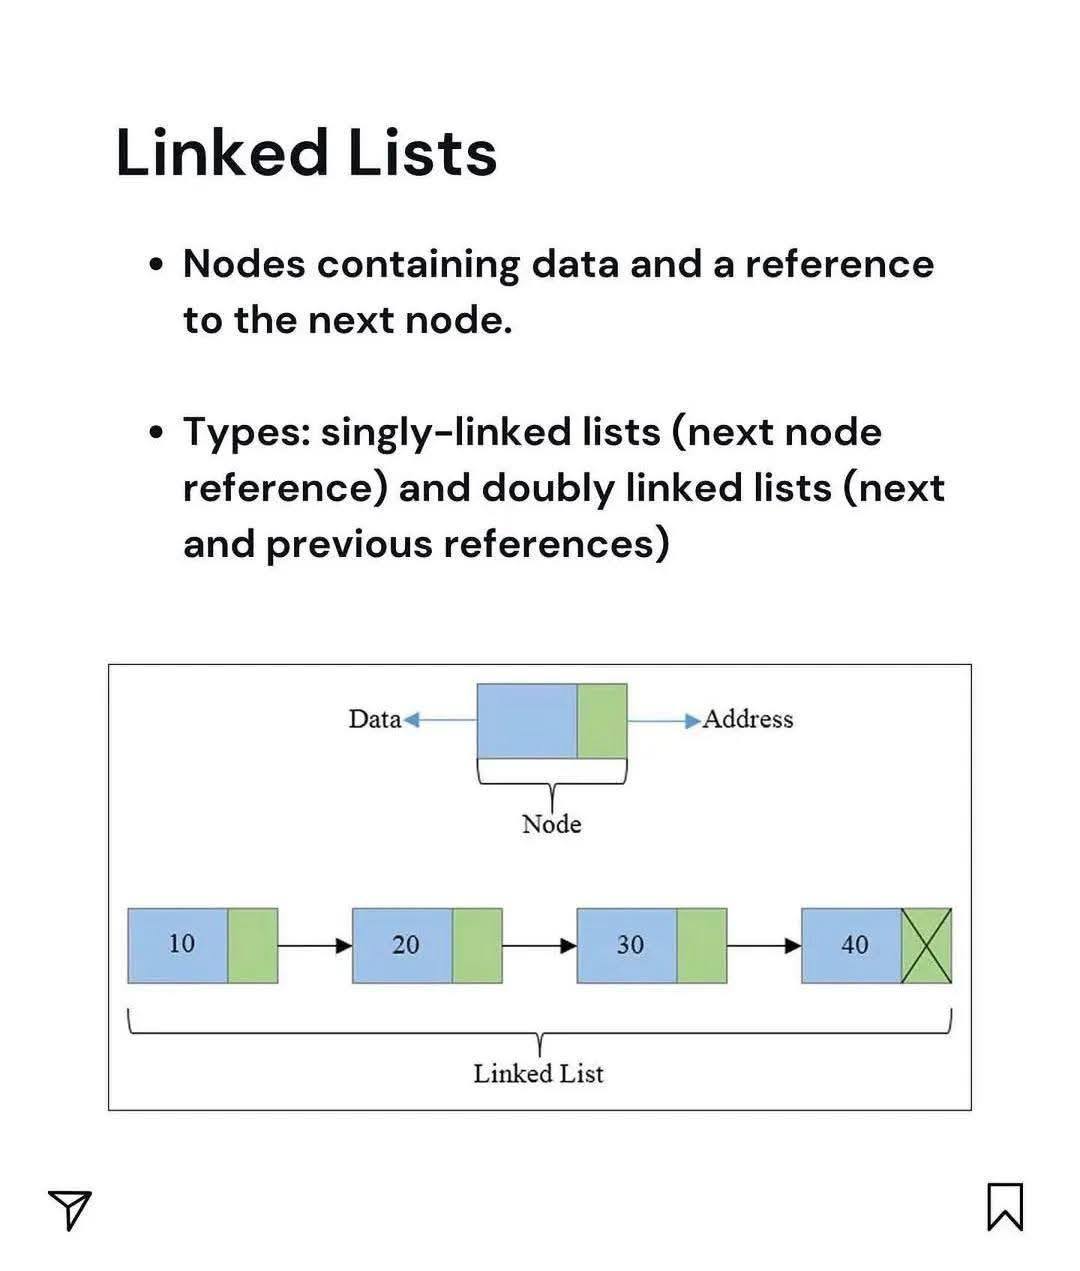 Linked Lists
• Nodes containing data and a reference
to the next node.
• Types: singly-linked lists (next node
reference) and doubly linked lists (next
and previous references)
Data Address
Node
10 20 30 40
Linked List